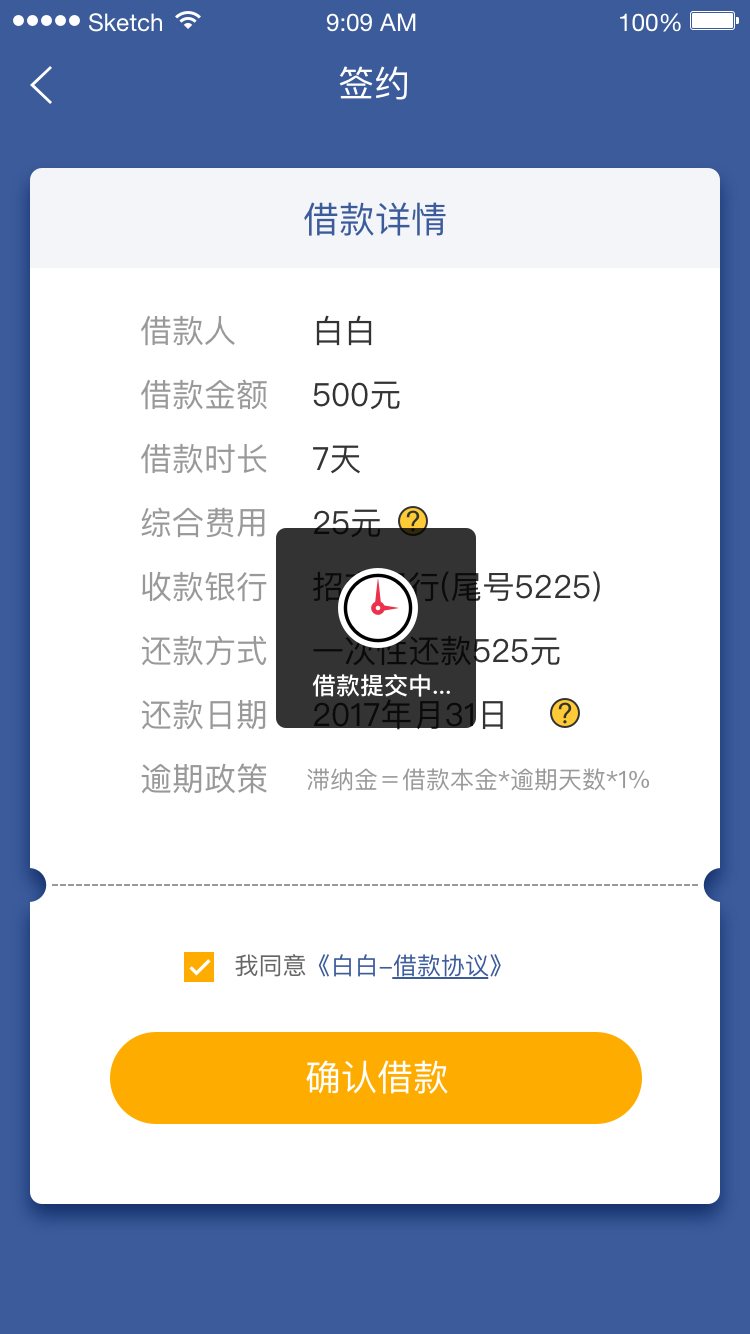 Sketch 9:09 AM 100%
签约
借款详情
借款人 白白
借款金额 500元
借款时长 7天
综合费用 25元 ?
收款银行 招行(尾号5225)
还款方式 一次性还款525元
借款提交中...
还款日期 2017年月31日 ?
逾期政策 滞纳金＝借款本金*逾期天数*1%
我同意《白白–借款协议》
确认借款